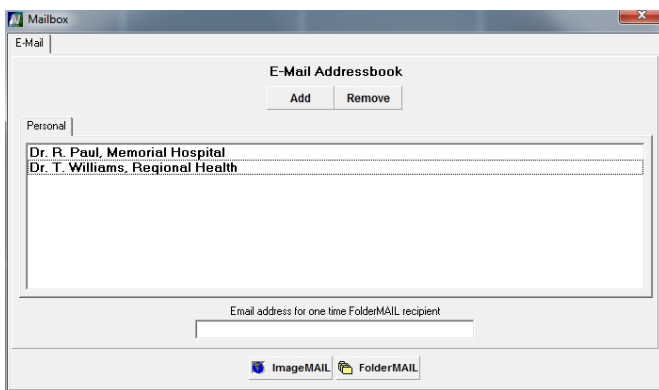 Mailbox
E-Mail
E-Mail Addressbook
Add Remove
Personal
Dr. R. Paul, Memorial Hospital
Dr. T. Williams, Regional Health
Email address for one time FolderMAIL recipient
ImageMAIL FolderMAIL